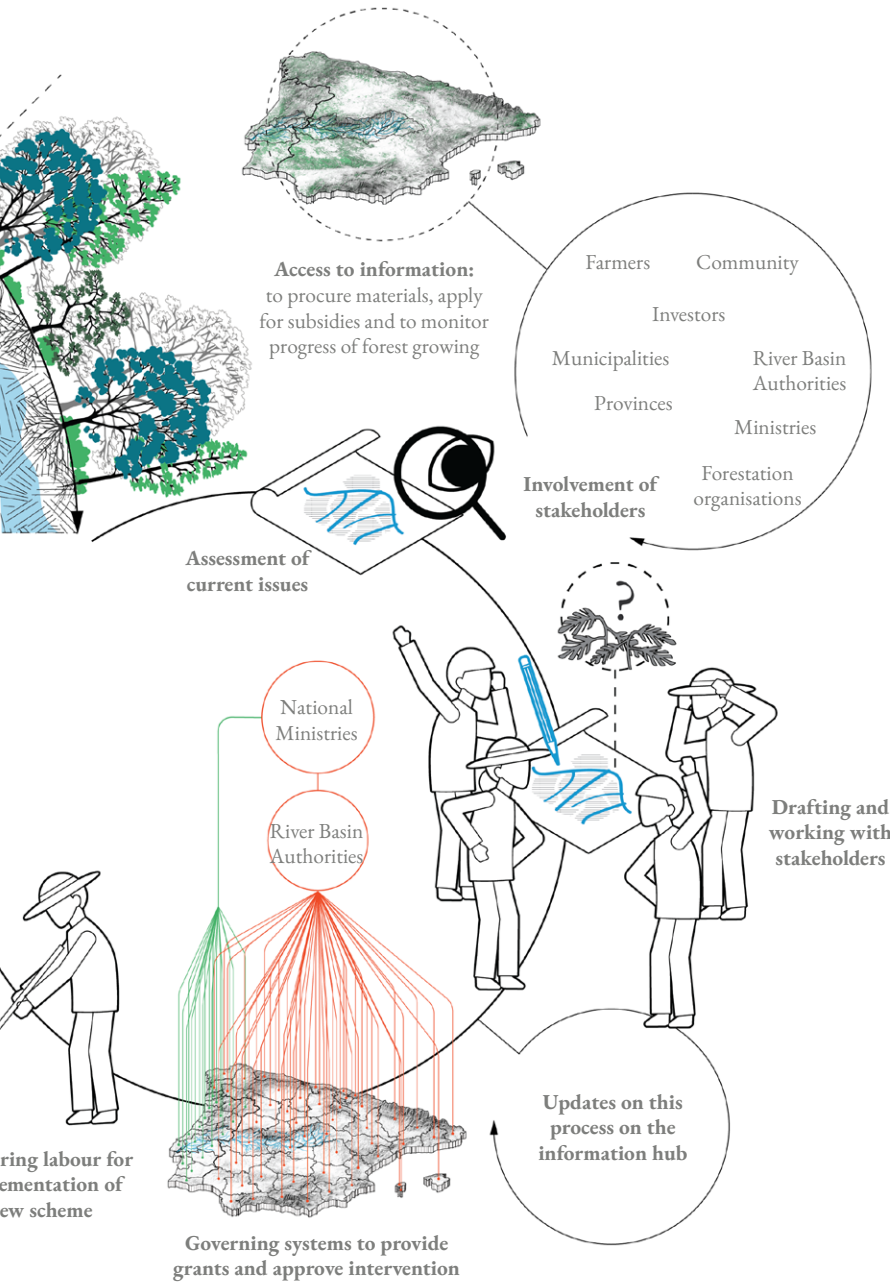 Access to information:
to procure materials, apply
for subsidies and to monitor
progress of forest growing
Farmers
Community
Investors
Municipalities
River Basin
Authorities
Provinces
Ministries
Forestation
organisations
Involvement of
stakeholders
Assessment of
current issues
?
National
Ministries
River Basin
Authorities
Drafting and
working with
stakeholders
Updates on this
process on the
information hub
ring labour for
ementation of
ew scheme
Governing systems to provide
grants and approve intervention